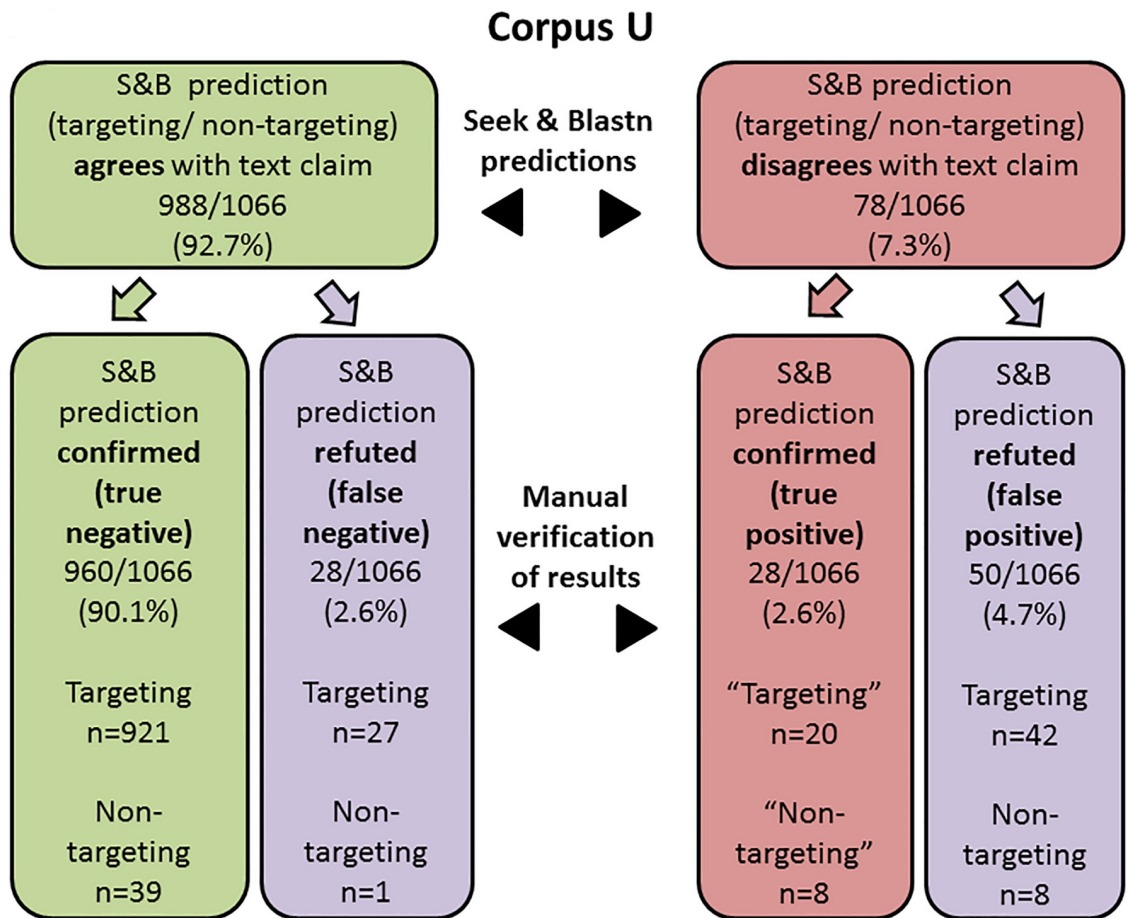 Corpus U
S&B prediction
(targeting/ non-targeting)
agrees with text claim
988/1066
(92.7%)
Seek & Blastn
predictions
S&B prediction
(targeting/ non-targeting)
disagrees with text claim
78/1066
(7.3%)
S&B
prediction
confirmed
(true
negative)
960/1066
(90.1%)
Targeting
n=921
Non-
targeting
n=39
S&B
prediction
refuted
(false
negative)
28/1066
(2.6%)
Targeting
n=27
Non-
targeting
n=1
Manual
verification
of results
S&B
prediction
confirmed
(true
positive)
28/1066
(2.6%)
“Targeting”
n=20
“Non-
targeting”
n=8
S&B
prediction
refuted
(false
positive)
50/1066
(4.7%)
Targeting
n=42
Non-
targeting
n=8